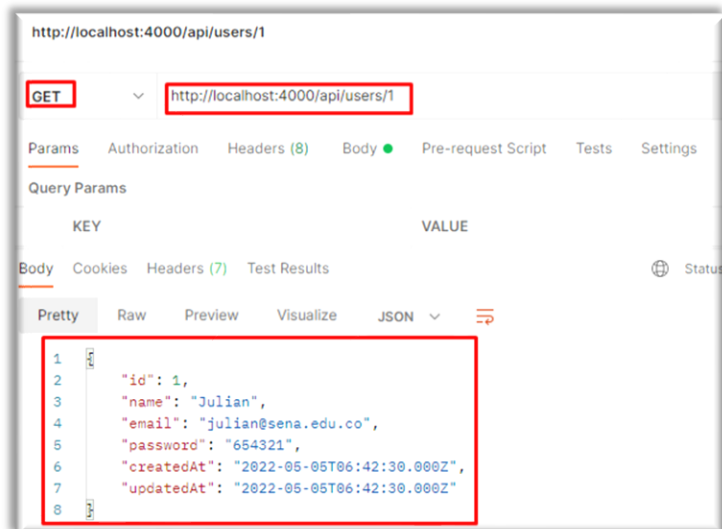 http://localhost:4000/api/users/1
GET http://localhost:4000/api/users/1
Params Authorization Headers (8) Body Pre-request Script Tests Settings
Query Params
KEY VALUE
Body Cookies Headers (7) Test Results Status
Pretty Raw Preview Visualize JSON
1 {
2 "id": 1,
3 "name": "Julian",
4 "email": "julian@sena.edu.co",
5 "password": "654321",
6 "createdAt": "2022-05-05T06:42:30.000Z",
7 "updatedAt": "2022-05-05T06:42:30.000Z"
8 }